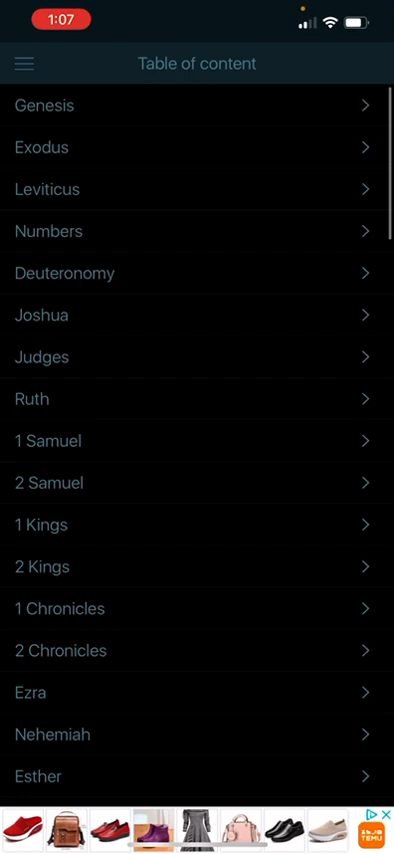 1:07
Table of content
Genesis
Exodus
Leviticus
Numbers
Deuteronomy
Joshua
Judges
Ruth
1 Samuel
2 Samuel
1 Kings
2 Kings
1 Chronicles
2 Chronicles
Ezra
Nehemiah
Esther
TEMU